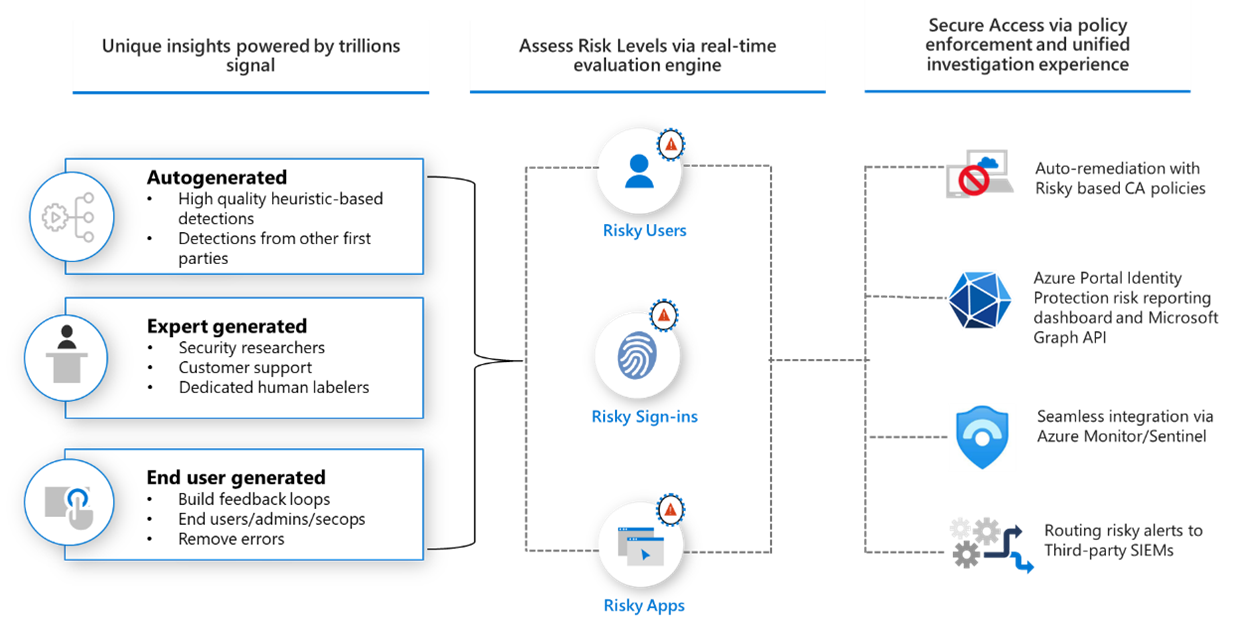 Unique insights powered by trillions
signal
Assess Risk Levels via real-time
evaluation engine
Secure Access via policy
enforcement and unified
investigation experience
Autogenerated
• High quality heuristic-based
detections
• Detections from other first
parties
Expert generated
• Security researchers
• Customer support
• Dedicated human labelers
End user generated
• Build feedback loops
• End users/admins/secops
• Remove errors
Risky Users
Risky Sign-ins
Risky Apps
Auto-remediation with
Risky based CA policies
Azure Portal Identity
Protection risk reporting
dashboard and Microsoft
Graph API
Seamless integration via
Azure Monitor/Sentinel
Routing risky alerts to
Third-party SIEMs